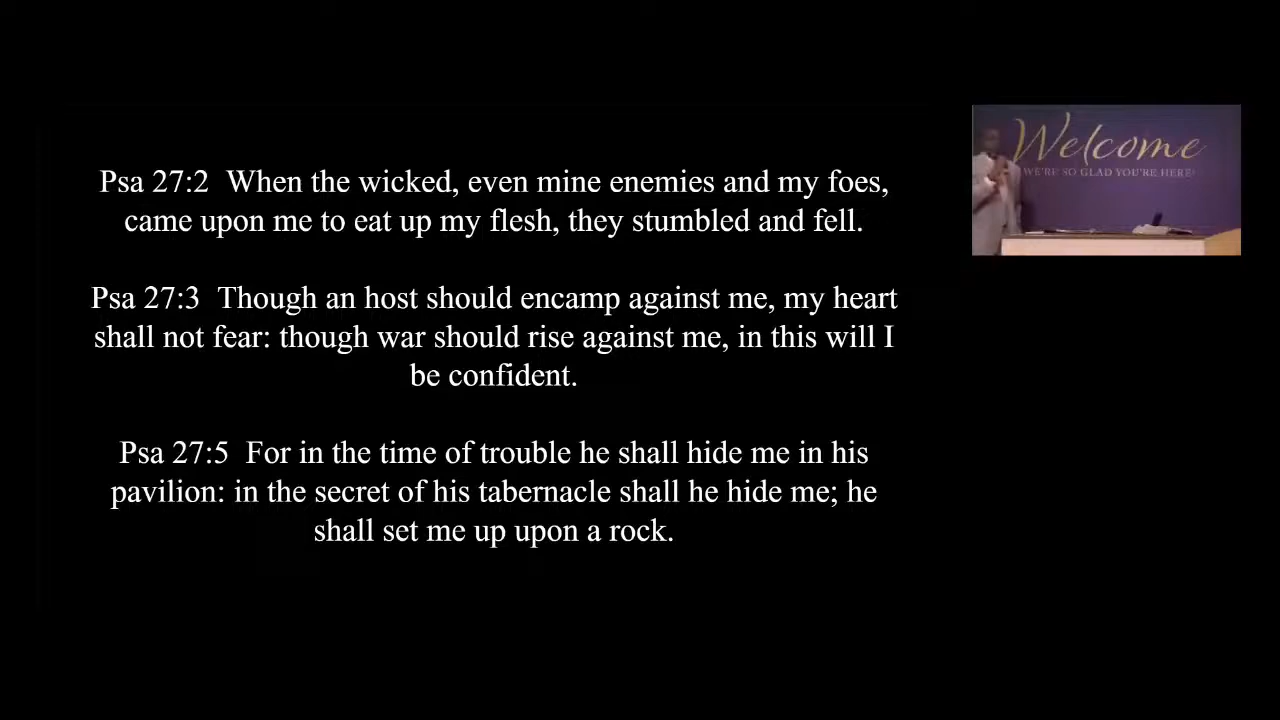 Psa 27:2  When the wicked, even mine enemies and my foes,
came upon me to eat up my flesh, they stumbled and fell.
Psa 27:3  Though an host should encamp against me, my heart
shall not fear: though war should rise against me, in this will I
be confident.
Psa 27:5  For in the time of trouble he shall hide me in his
pavilion: in the secret of his tabernacle shall he hide me; he
shall set me up upon a rock.
Welcome
WE'RE SO GLAD YOU'RE HERE!